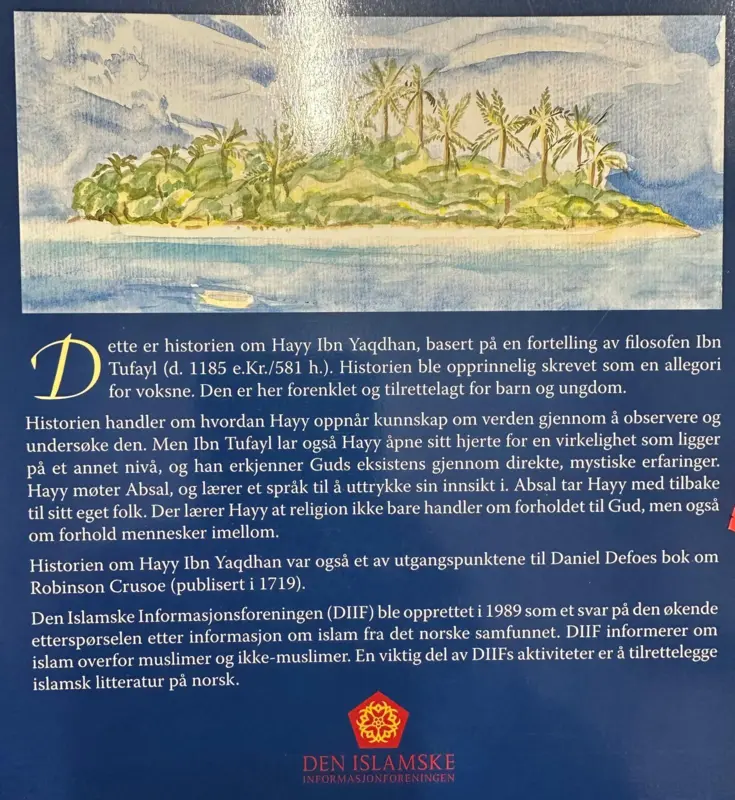 Dette er historien om Hayy Ibn Yaqdhan, basert på en fortelling av filosofen Ibn
Tufayl (d. 1185 e.Kr./581 h.). Historien ble opprinnelig skrevet som en allegori
for voksne. Den er her forenklet og tilrettelagt for barn og ungdom.
Historien handler om hvordan Hayy oppnår kunnskap om verden gjennom å observere og
undersøke den. Men Ibn Tufayl lar også Hayy åpne sitt hjerte for en virkelighet som ligger
på et annet nivå, og han erkjenner Guds eksistens gjennom direkte, mystiske erfaringer.
Hayy møter Absal, og lærer et språk til å uttrykke sin innsikt i. Absal tar Hayy med tilbake
til sitt eget folk. Der lærer Hayy at religion ikke bare handler om forholdet til Gud, men også
om forhold mennesker imellom.
Historien om Hayy Ibn Yaqdhan var også et av utgangspunktene til Daniel Defoes bok om
Robinson Crusoe (publisert i 1719).
Den Islamske Informasjonsforeningen (DIIF) ble opprettet i 1989 som et svar på den økende
etterspørselen etter informasjon om islam fra det norske samfunnet. DIIF informerer om
islam overfor muslimer og ikke-muslimer. En viktig del av DIIFs aktiviteter er å tilrettelegge
islamsk litteratur på norsk.
DEN ISLAMSKE
INFORMASJONFORENINGEN